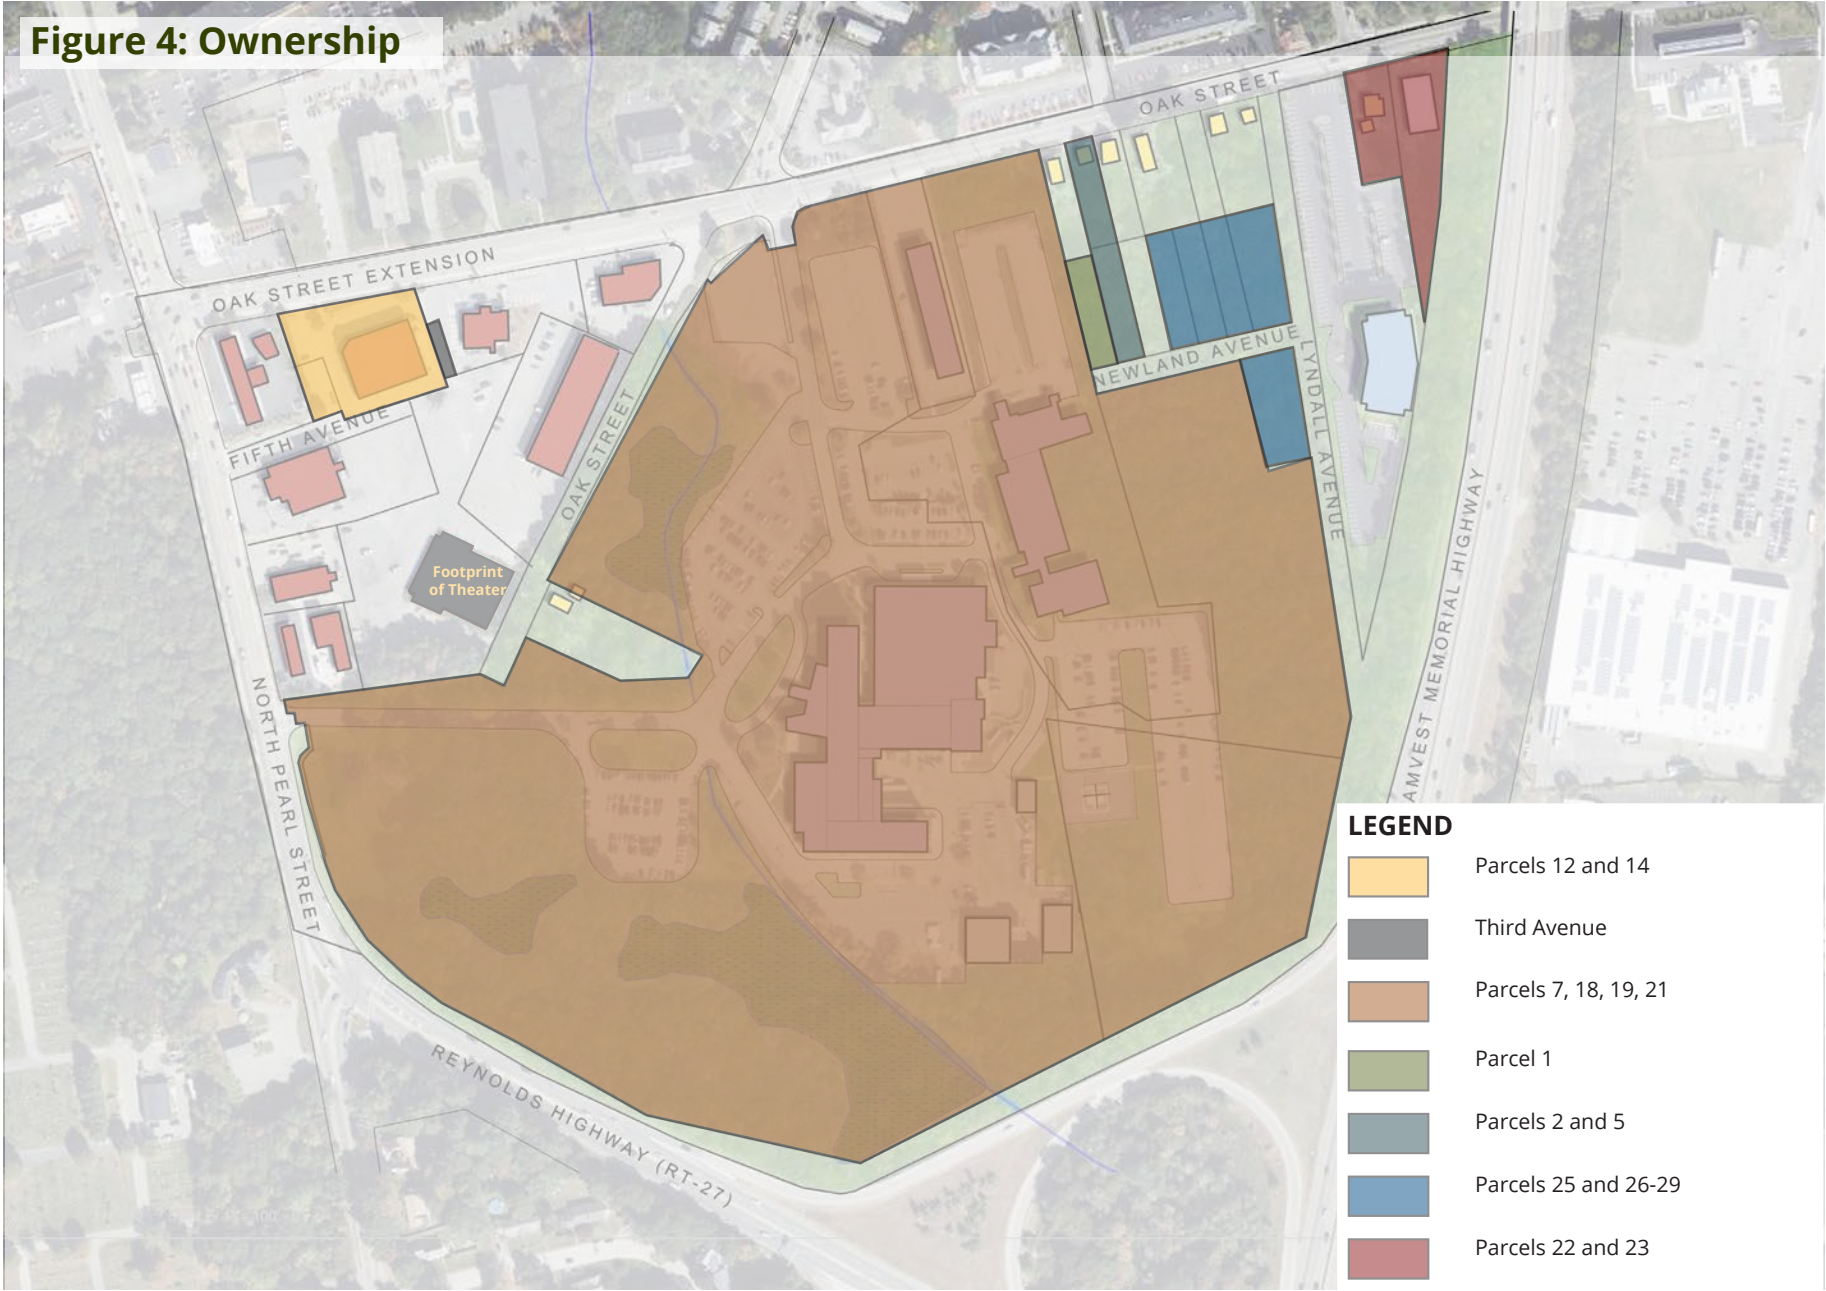 Figure 4: Ownership
OAK STREET
OAK STREET EXTENSION
NEWLAND AVENUE
LYNDALL AVENUE
FIFTH AVENUE
OAK STREET
AMVEST MEMORIAL HIGHWAY
Footprint
of Theater
NORTH PEARL STREET
REYNOLDS HIGHWAY (RT-27)
LEGEND
Parcels 12 and 14
Third Avenue
Parcels 7, 18, 19, 21
Parcel 1
Parcels 2 and 5
Parcels 25 and 26-29
Parcels 22 and 23